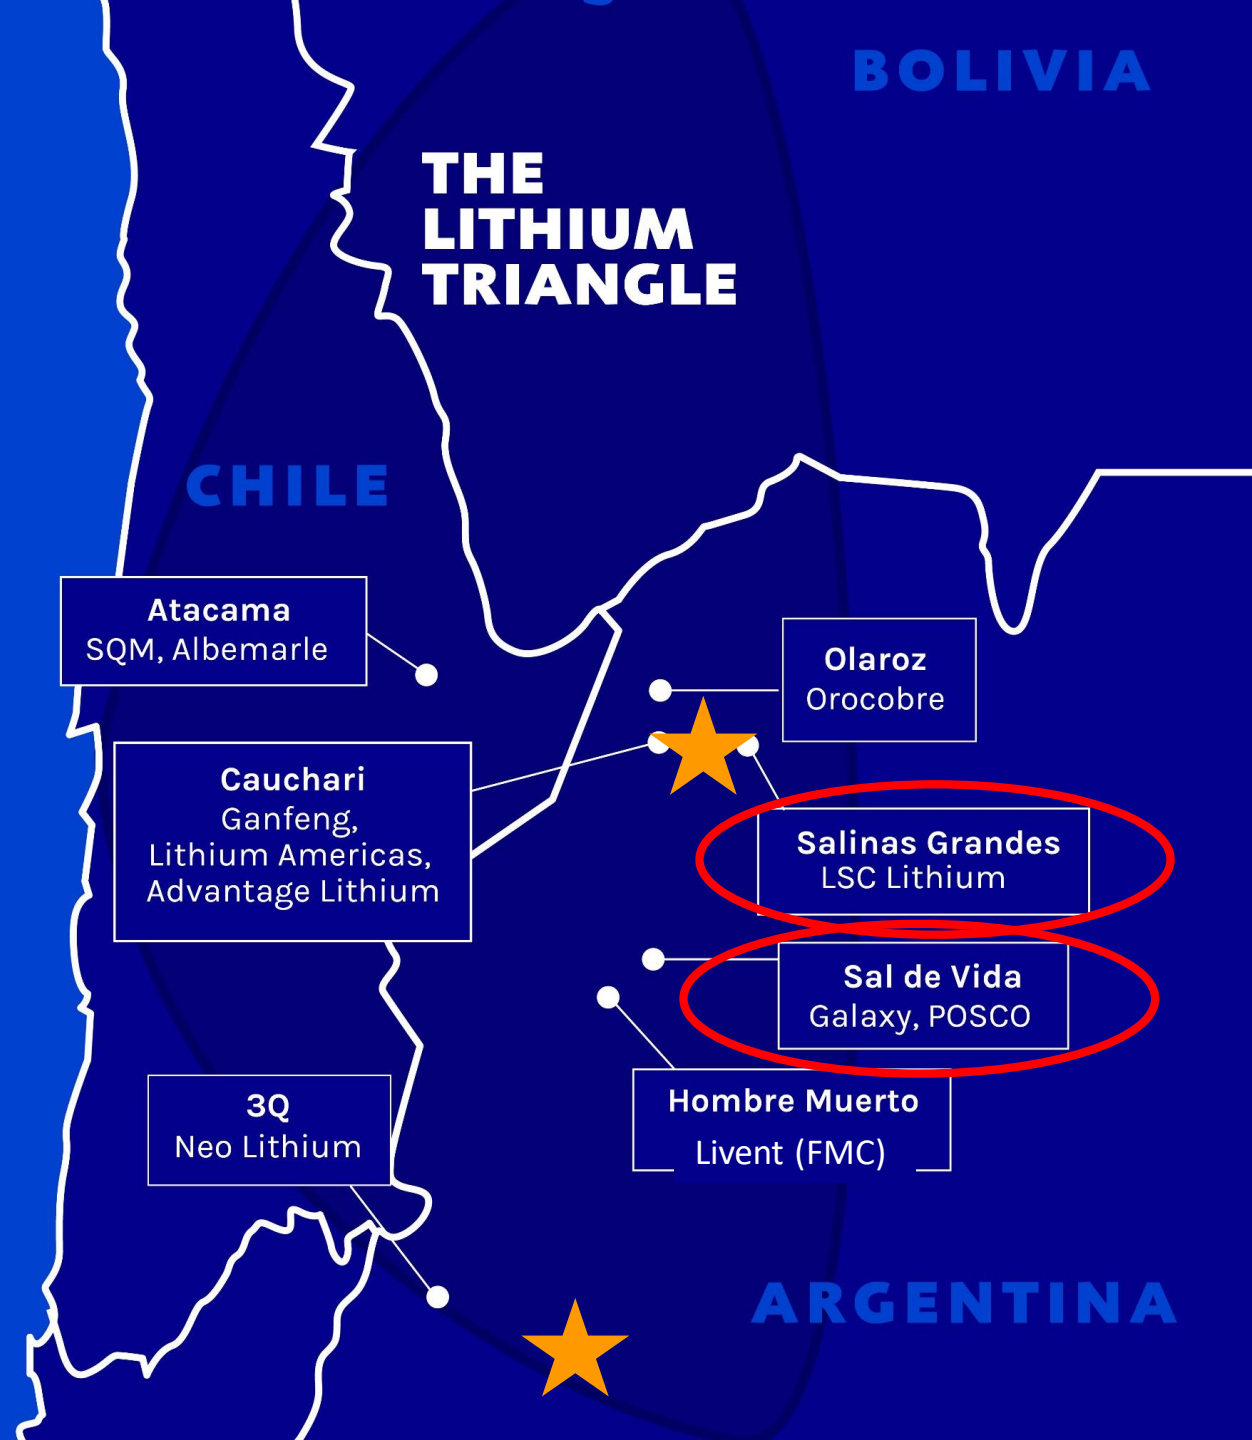 BOLIVIA
THE
LITHIUM
TRIANGLE
CHILE
Atacama
SQM, Albemarle
Olaroz
Orocobre
Cauchari
Ganfeng,
Lithium Americas,
Advantage Lithium
Salinas Grandes
LSC Lithium
Sal de Vida
Galaxy, POSCO
3Q
Neo Lithium
Hombre Muerto
Livent (FMC)
ARGENTINA